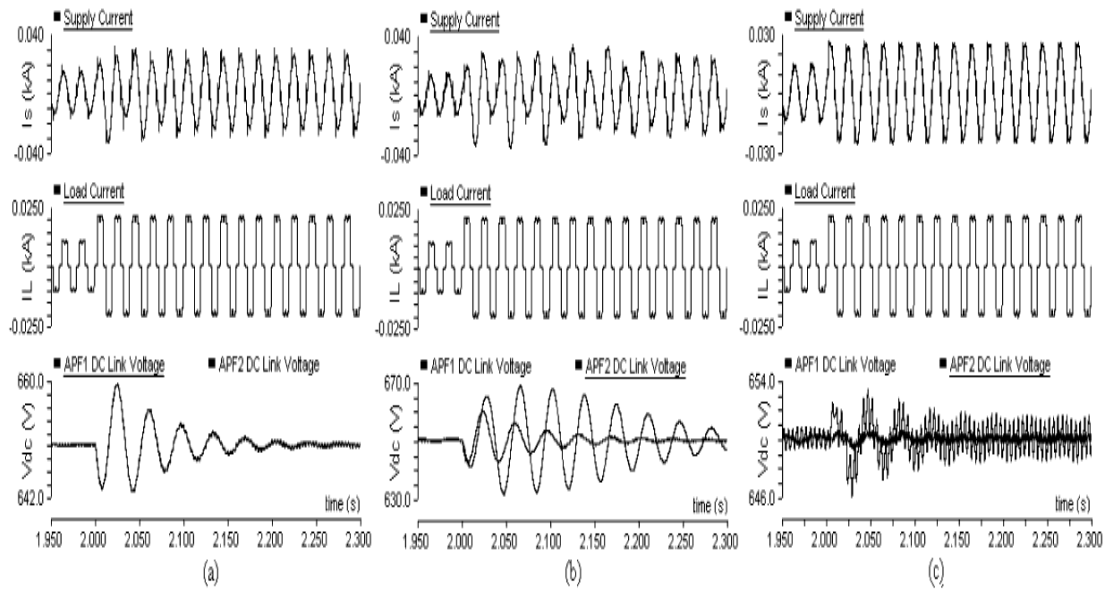 Supply Current
0.040
Is (kA)
-0.040
Load Current
0.0250
IL (kA)
-0.0250
APF1 DC Link Voltage APF2 DC Link Voltage
660.0
Vdc (V)
642.0
time (s)
1.950 2.000 2.050 2.100 2.150 2.200 2.250 2.300
(a)
Supply Current
0.040
Is (kA)
-0.040
Load Current
0.0250
IL (kA)
-0.0250
APF1 DC Link Voltage APF2 DC Link Voltage
670.0
Vdc (V)
630.0
time (s)
1.950 2.000 2.050 2.100 2.150 2.200 2.250 2.300
(b)
Supply Current
0.030
Is (kA)
-0.030
Load Current
0.0250
IL (kA)
-0.0250
APF1 DC Link Voltage APF2 DC Link Voltage
654.0
Vdc (V)
646.0
time (s)
1.950 2.000 2.050 2.100 2.150 2.200 2.250 2.300
(c)